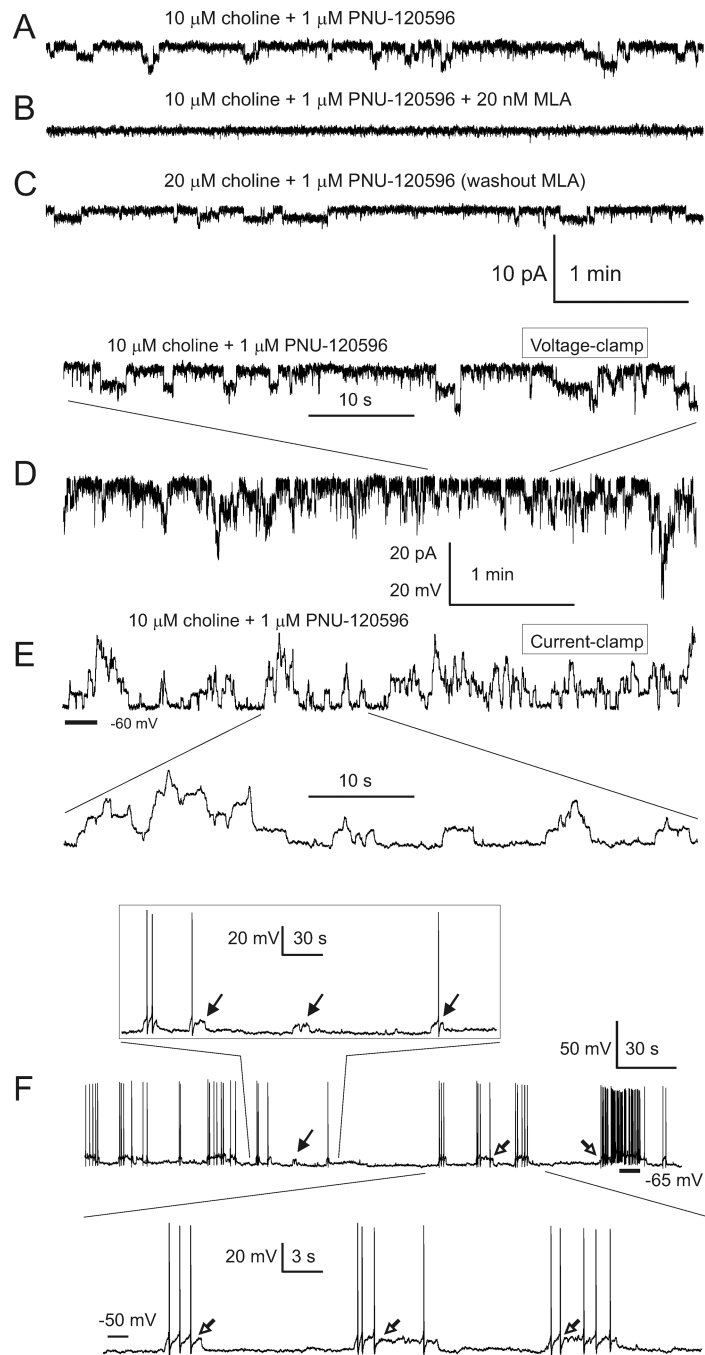 A
10 µM choline + 1 µM PNU-120596
B
10 µM choline + 1 µM PNU-120596 + 20 nM MLA
C
20 µM choline + 1 µM PNU-120596 (washout MLA)
10 pA
1 min
10 µM choline + 1 µM PNU-120596
Voltage-clamp
10 s
D
20 pA
1 min
20 mV
10 µM choline + 1 µM PNU-120596
Current-clamp
E
-60 mV
10 s
20 mV
30 s
50 mV
30 s
F
-65 mV
20 mV
3 s
-50 mV